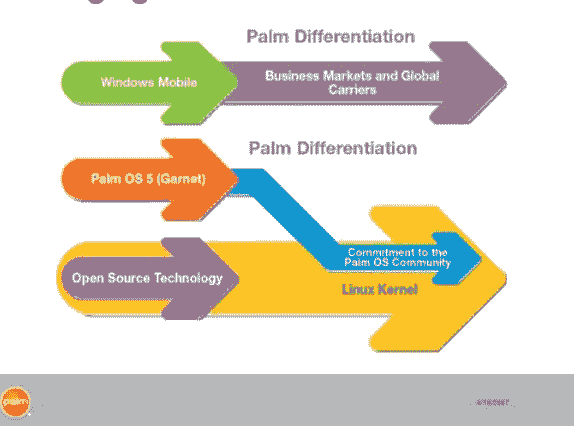 Palm Differentiation
Windows Mobile
Business Markets and Global
Carriers
Palm Differentiation
Palm OS 5 (Garnet)
Commitment to the
Palm OS Community
Open Source Technology
Linux Kernel
palm